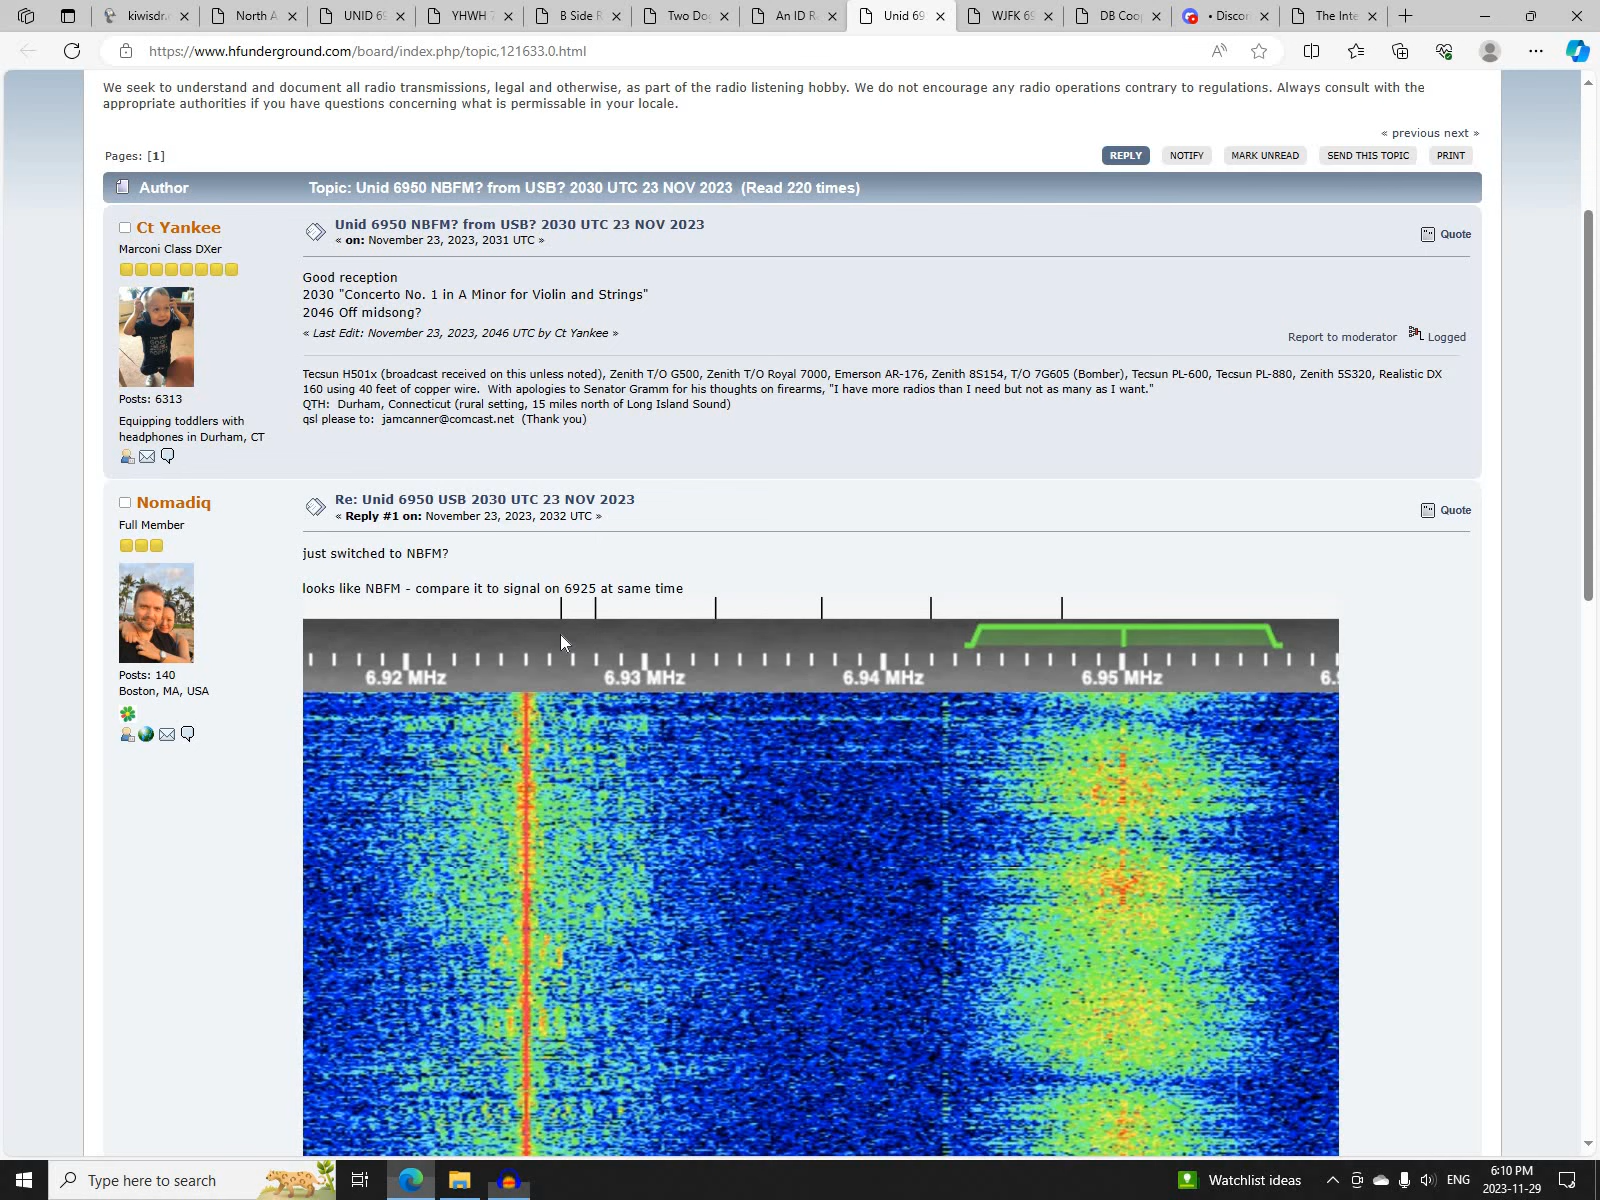 kiwisdr.
North A
UNID 69
YHWH 7
B Side R
Two Do
An ID R
Unid 69
WJFK 69
DB Coop
• Discor
The Inte
https://www.hfunderground.com/board/index.php/topic,121633.0.html
We seek to understand and document all radio transmissions, legal and otherwise, as part of the radio listening hobby. We do not encourage any radio operations contrary to regulations. Always consult with the
appropriate authorities if you have questions concerning what is permissable in your locale.
« previous next »
Pages: [1]
REPLY NOTIFY MARK UNREAD SEND THIS TOPIC PRINT
Author Topic: Unid 6950 NBFM? from USB? 2030 UTC 23 NOV 2023 (Read 220 times)
Ct Yankee
Marconi Class DXer
Posts: 6313
Equipping toddlers with
headphones in Durham, CT
Unid 6950 NBFM? from USB? 2030 UTC 23 NOV 2023
« on: November 23, 2023, 2031 UTC »
Quote
Good reception
2030 "Concerto No. 1 in A Minor for Violin and Strings"
2046 Off midsong?
« Last Edit: November 23, 2023, 2046 UTC by Ct Yankee »
Report to moderator Logged
Tecsun H501x (broadcast received on this unless noted), Zenith T/O G500, Zenith T/O Royal 7000, Emerson AR-176, Zenith 8S154, T/O 7G605 (Bomber), Tecsun PL-600, Tecsun PL-880, Zenith 5S320, Realistic DX
160 using 40 feet of copper wire. With apologies to Senator Gramm for his thoughts on firearms, "I have more radios than I need but not as many as I want."
QTH: Durham, Connecticut (rural setting, 15 miles north of Long Island Sound)
qsl please to: jamcanner@comcast.net (Thank you)
Nomadiq
Full Member
Posts: 140
Boston, MA, USA
Re: Unid 6950 USB 2030 UTC 23 NOV 2023
« Reply #1 on: November 23, 2023, 2032 UTC »
Quote
just switched to NBFM?
looks like NBFM - compare it to signal on 6925 at same time
6.92 MHz 6.93 MHz 6.94 MHz 6.95 MHz 6.9
Type here to search
Watchlist ideas
ENG
6:10 PM
2023-11-29